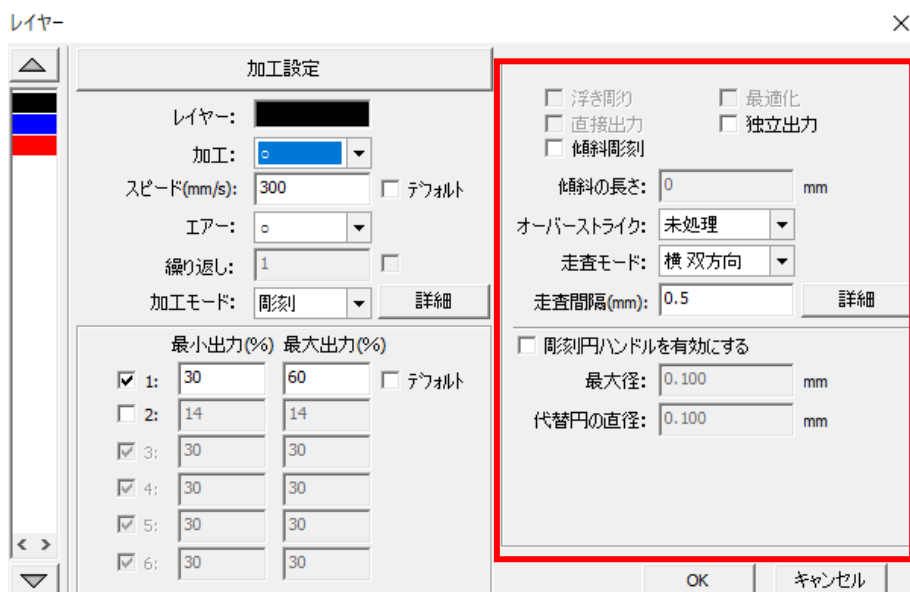 レイヤー
加工設定
レイヤー:
加工: ○
スピード(mm/s): 300 デフォルト
エアー: ○
繰り返し: 1
加工モード: 彫刻 詳細
最小出力(%) 最大出力(%)
1: 30 60 デフォルト
2: 14 14
3: 30 30
4: 30 30
5: 30 30
6: 30 30
浮き彫り 最適化
直接出力 独立出力
傾斜彫刻
傾斜の長さ: 0 mm
オーバーストライク: 未処理
走査モード: 横 双方向
走査間隔(mm): 0.5 詳細
彫刻円ハンドルを有効にする
最大径: 0.100 mm
代替円の直径: 0.100 mm
OK キャンセル